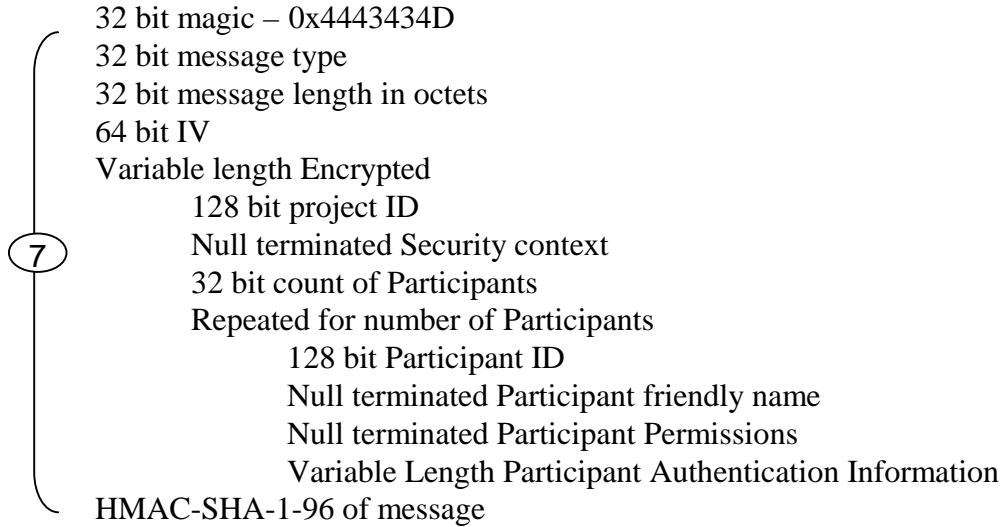 32 bit magic – 0x4443434D
32 bit message type
32 bit message length in octets
64 bit IV
Variable length Encrypted
128 bit project ID
Null terminated Security context
7
32 bit count of Participants
Repeated for number of Participants
128 bit Participant ID
Null terminated Participant friendly name
Null terminated Participant Permissions
Variable Length Participant Authentication Information
HMAC-SHA-1-96 of message